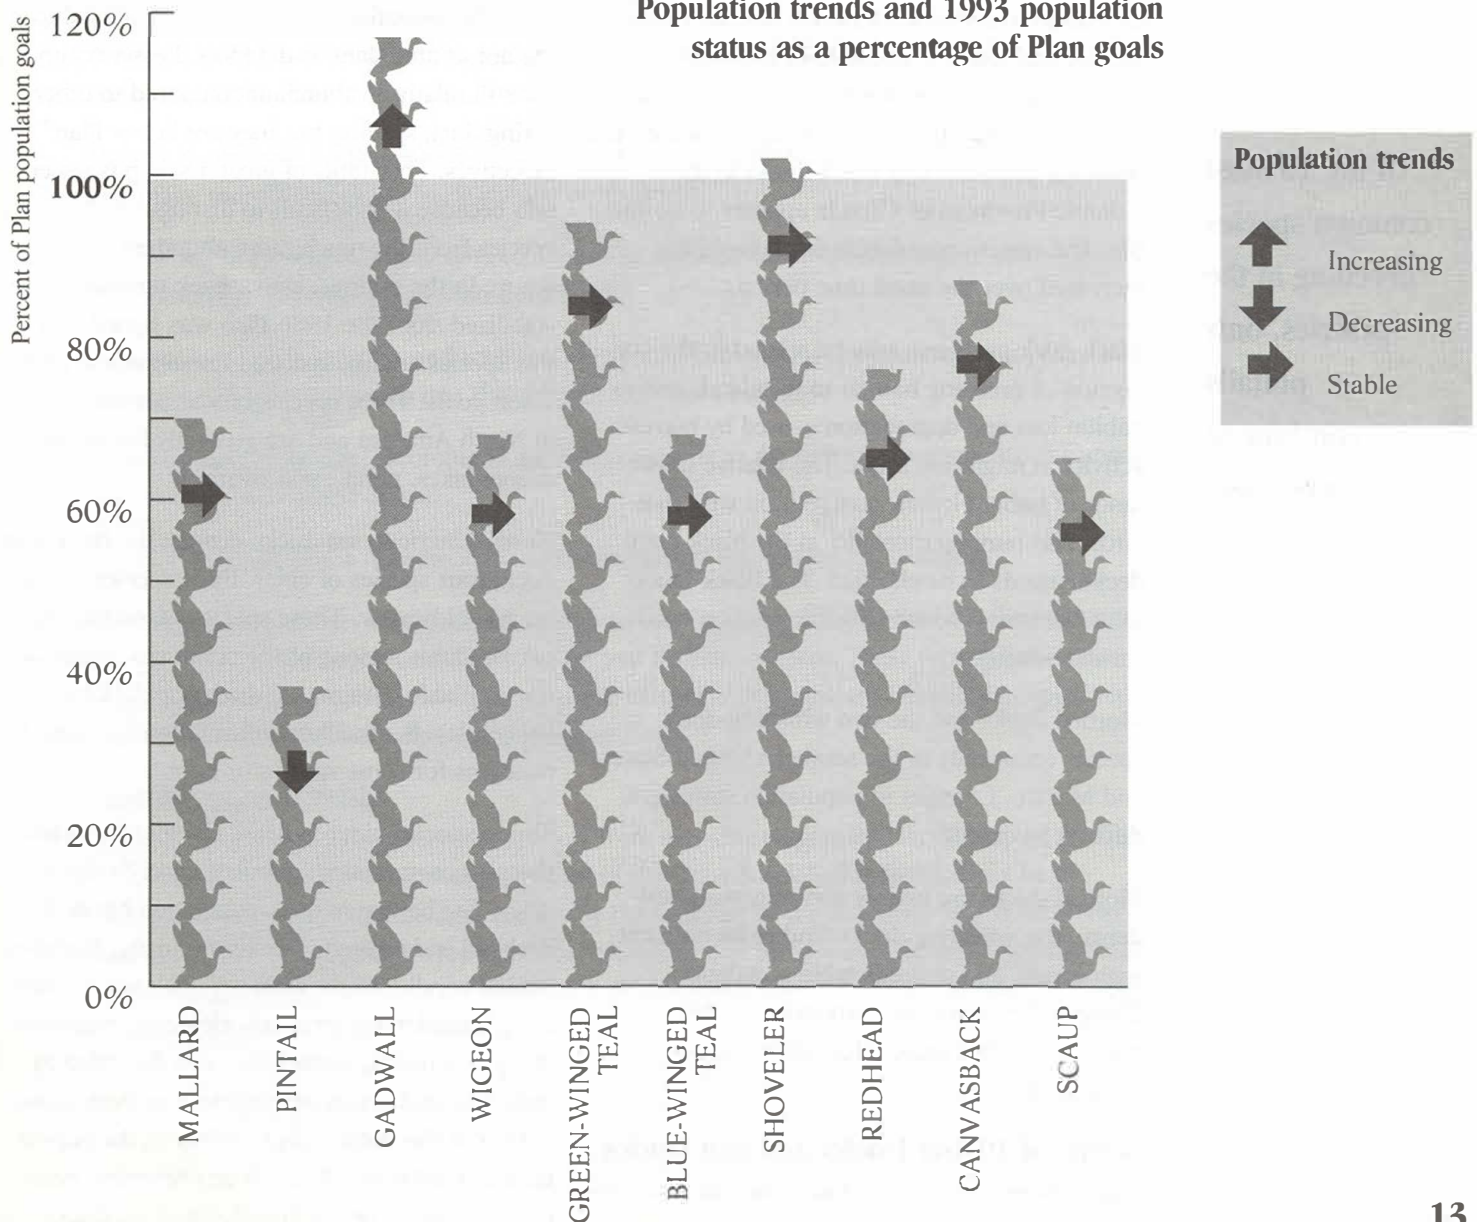 Population trends and 1993 population
status as a percentage of Plan goals
Percent of Plan population goals
120%
100%
80%
60%
40%
20%
0%
Population trends
Increasing
Decreasing
Stable
MALLARD
PINTAIL
GADWALL
WIGEON
GREEN-WINGED
TEAL
BLUE-WINGED
TEAL
SHOVELER
REDHEAD
CANVASBACK
SCAUP
13